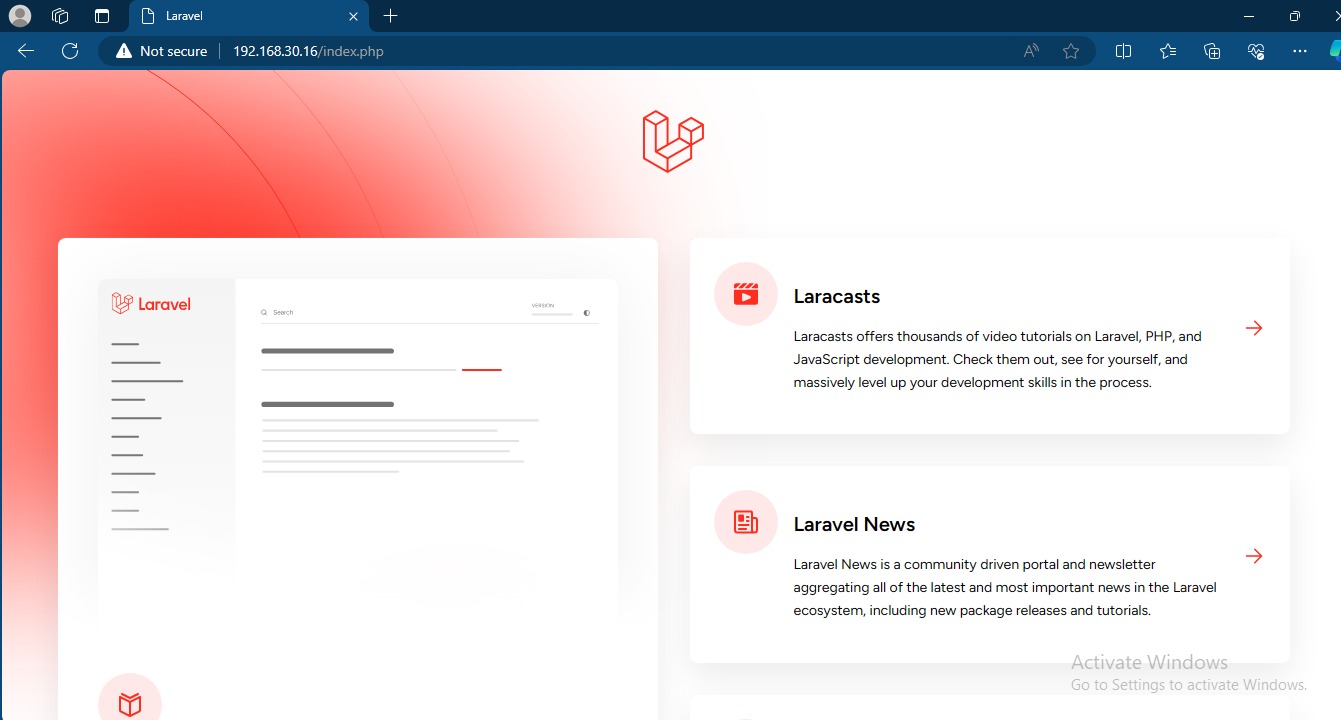 Laravel
Not secure
192.168.30.16/index.php
Laravel
Search
VERSION
Laracasts
Laracasts offers thousands of video tutorials on Laravel, PHP, and
JavaScript development. Check them out, see for yourself, and
massively level up your development skills in the process.
Laravel News
Laravel News is a community driven portal and newsletter
aggregating all of the latest and most important news in the Laravel
ecosystem, including new package releases and tutorials.
Activate Windows
Go to Settings to activate Windows.